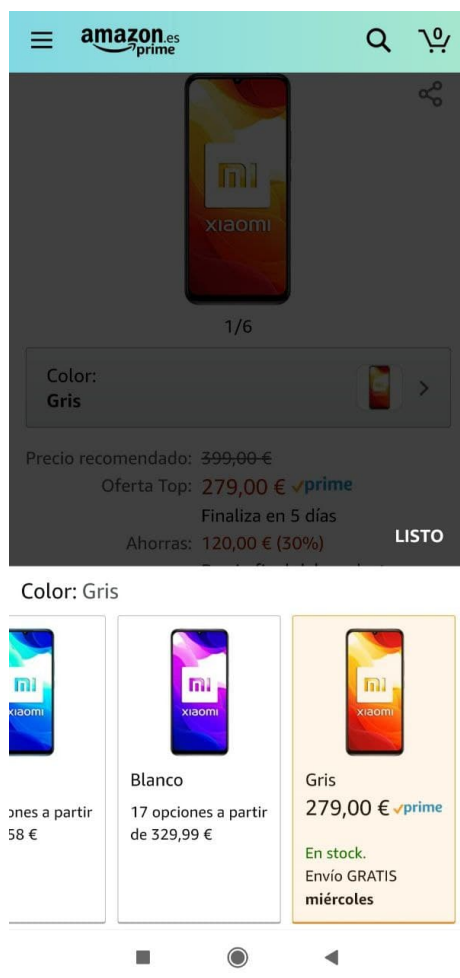 amazon.es
prime
0
mi
xiaomi
1/6
Color:
Gris
Precio recomendado: 399,00 €
Oferta Top: 279,00 € prime
Finaliza en 5 días
Ahorras: 120,00 € (30%)
LISTO
Color: Gris
mi
xiaomi
ones a partir
58 €
mi
xiaomi
Blanco
17 opciones a partir
de 329,99 €
mi
xiaomi
Gris
279,00 € prime
En stock.
Envío GRATIS
miércoles